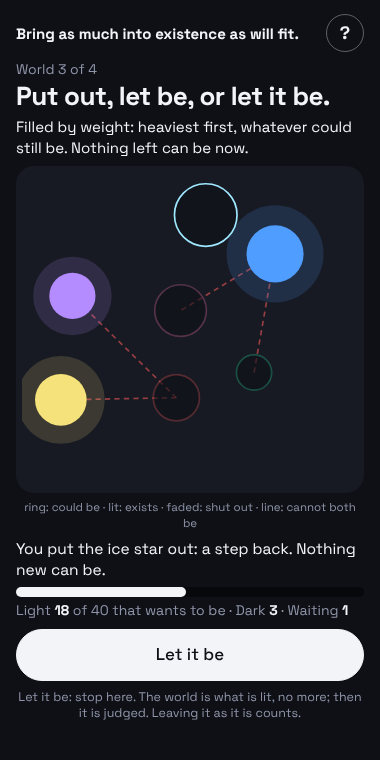 Bring as much into existence as will fit.
?
World 3 of 4
Put out, let be, or let it be.
Filled by weight: heaviest first, whatever could
still be. Nothing left can be now.
ring: could be · lit: exists · faded: shut out · line: cannot both
be
You put the ice star out: a step back. Nothing
new can be.
Light 18 of 40 that wants to be · Dark 3 · Waiting 1
Let it be
Let it be: stop here. The world is what is lit, no more; then
it is judged. Leaving it as it is counts.